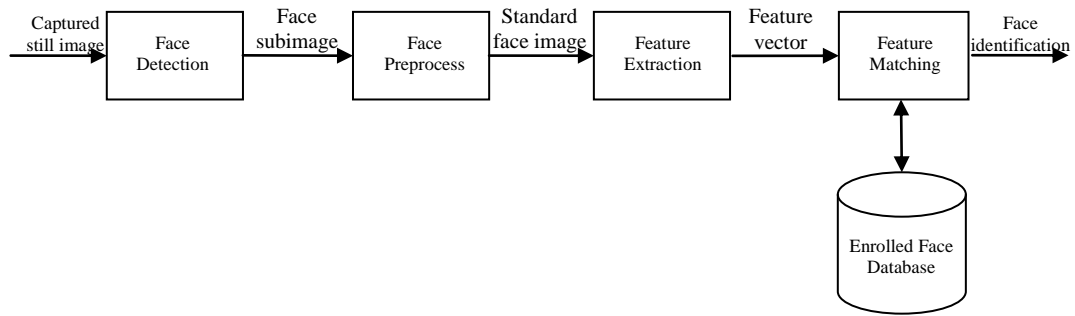 Captured
still image
Face
Detection
Face
subimage
Face
Preprocess
Standard
face image
Feature
Extraction
Feature
vector
Feature
Matching
Face
identification
Enrolled Face
Database